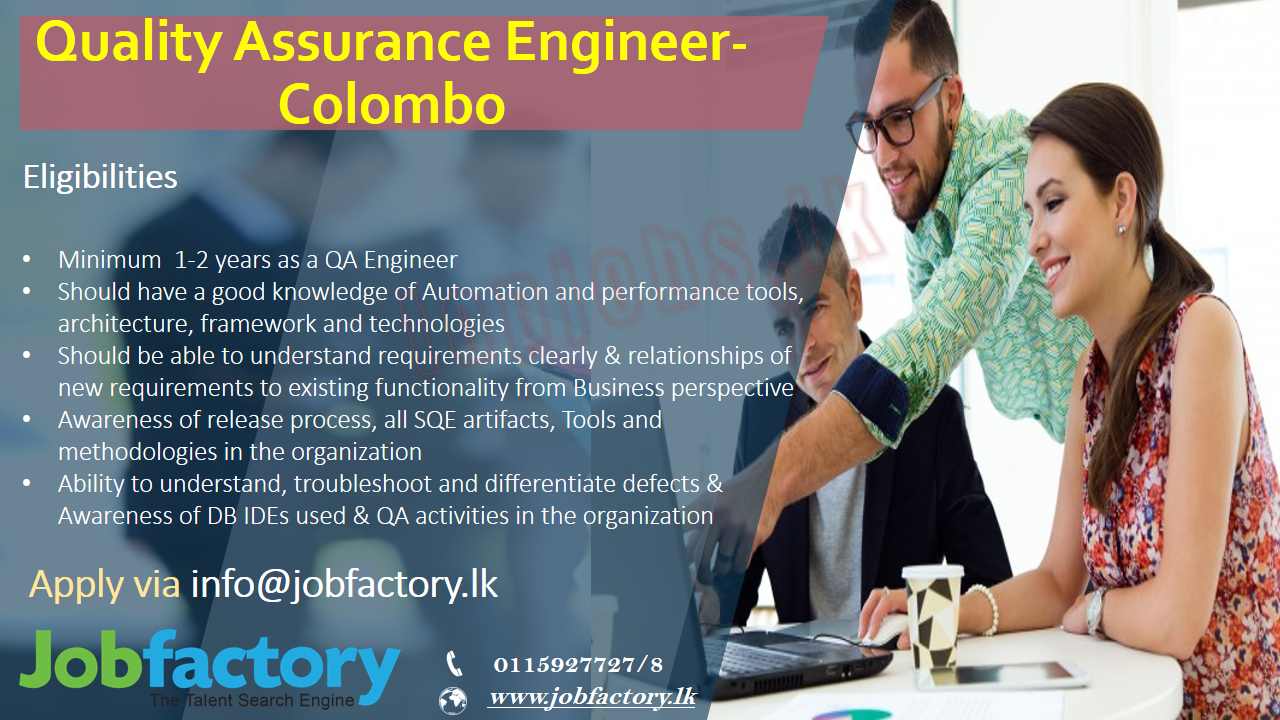 Quality Assurance Engineer-
Colombo
Eligibilities
• Minimum  1-2 years as a QA Engineer
• Should have a good knowledge of Automation and performance tools,
architecture, framework and technologies
• Should be able to understand requirements clearly & relationships of
new requirements to existing functionality from Business perspective
• Awareness of release process, all SQE artifacts, Tools and
methodologies in the organization
• Ability to understand, troubleshoot and differentiate defects &
Awareness of DB IDEs used & QA activities in the organization
Apply via info@jobfactory.lk
Jobfactory
The Talent Search Engine
0115927727/8
www.jobfactory.lk